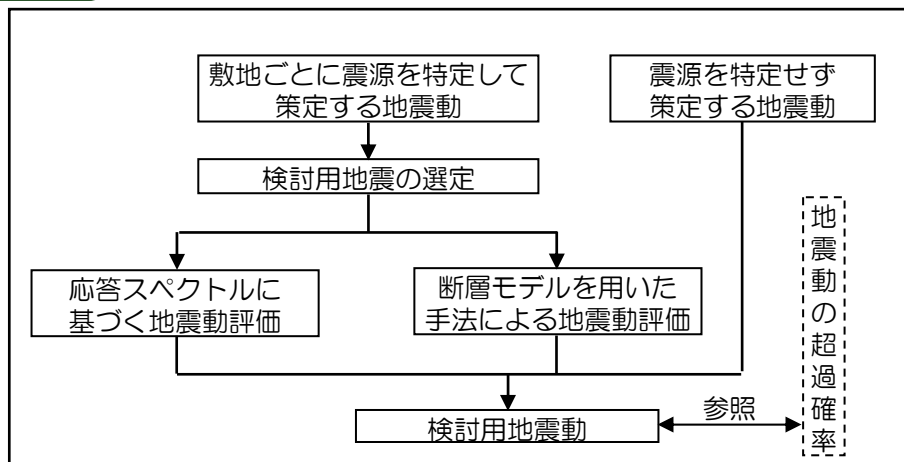 敷地ごとに震源を特定して
策定する地震動
震源を特定せず
策定する地震動
検討用地震の選定
応答スペクトルに
基づく地震動評価
断層モデルを用いた
手法による地震動評価
検討用地震動
参照
地震動の超過確率